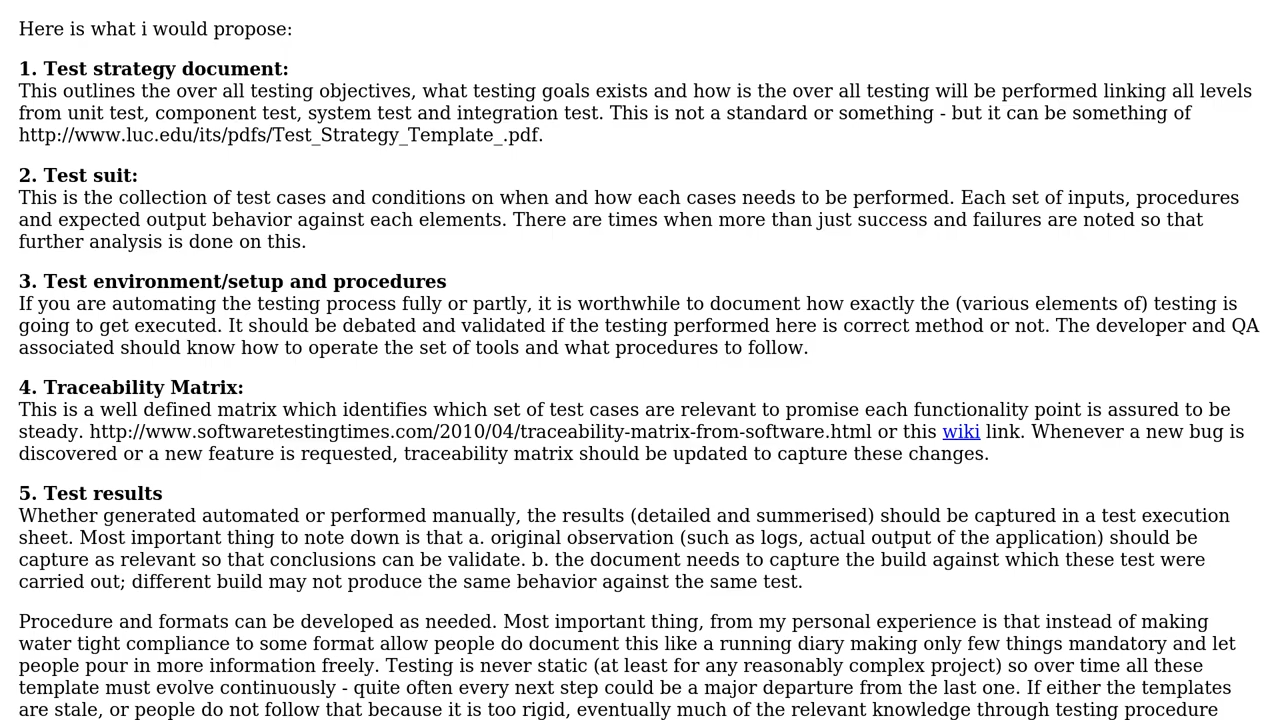 Here is what i would propose:
1. Test strategy document:
This outlines the over all testing objectives, what testing goals exists and how is the over all testing will be performed linking all levels
from unit test, component test, system test and integration test. This is not a standard or something - but it can be something of
http://www.luc.edu/its/pdfs/Test_Strategy_Template_.pdf.
2. Test suit:
This is the collection of test cases and conditions on when and how each cases needs to be performed. Each set of inputs, procedures
and expected output behavior against each elements. There are times when more than just success and failures are noted so that
further analysis is done on this.
3. Test environment/setup and procedures
If you are automating the testing process fully or partly, it is worthwhile to document how exactly the (various elements of) testing is
going to get executed. It should be debated and validated if the testing performed here is correct method or not. The developer and QA
associated should know how to operate the set of tools and what procedures to follow.
4. Traceability Matrix:
This is a well defined matrix which identifies which set of test cases are relevant to promise each functionality point is assured to be
steady. http://www.softwaretestingtimes.com/2010/04/traceability-matrix-from-software.html or this wiki link. Whenever a new bug is
discovered or a new feature is requested, traceability matrix should be updated to capture these changes.
5. Test results
Whether generated automated or performed manually, the results (detailed and summerised) should be captured in a test execution
sheet. Most important thing to note down is that a. original observation (such as logs, actual output of the application) should be
capture as relevant so that conclusions can be validate. b. the document needs to capture the build against which these test were
carried out; different build may not produce the same behavior against the same test.
Procedure and formats can be developed as needed. Most important thing, from my personal experience is that instead of making
water tight compliance to some format allow people do document this like a running diary making only few things mandatory and let
people pour in more information freely. Testing is never static (at least for any reasonably complex project) so over time all these
template must evolve continuously - quite often every next step could be a major departure from the last one. If either the templates
are stale, or people do not follow that because it is too rigid, eventually much of the relevant knowledge through testing procedure